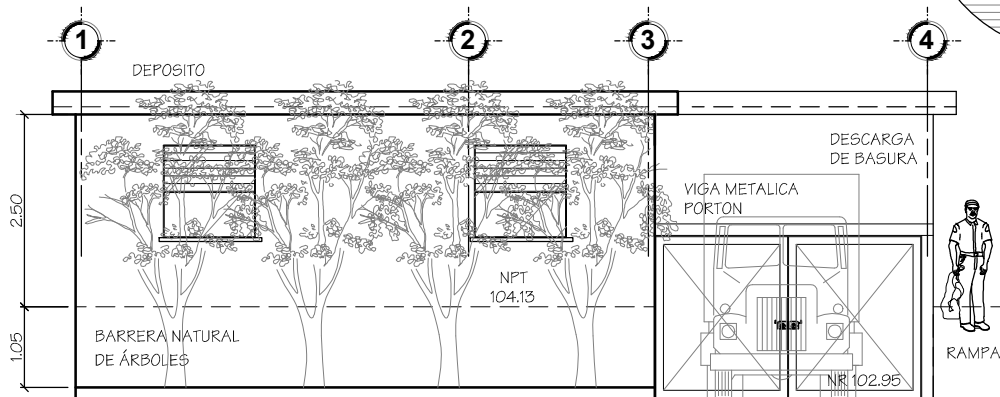 1
2
3
4
DEPOSITO
DESCARGA
DE BASURA
VIGA METALICA
PORTON
2.50
NPT
104.13
1.05
BARRERA NATURAL
DE ÁRBOLES
RAMPA
NR 102.95